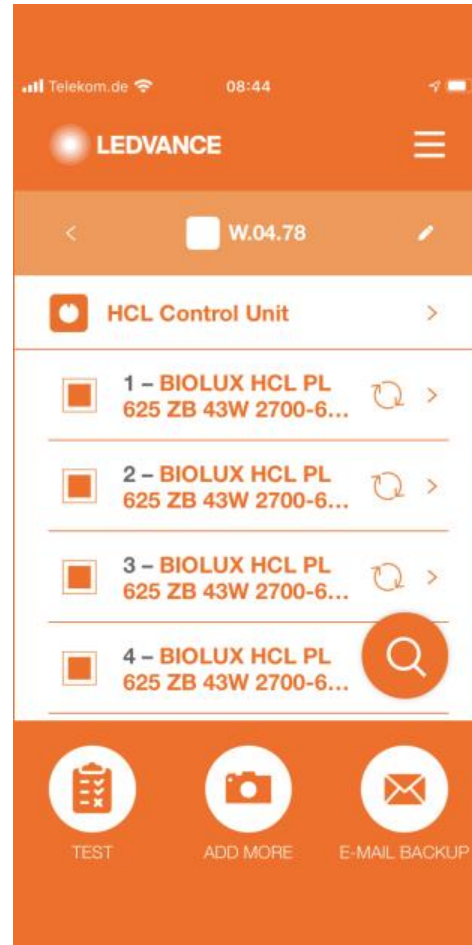 Telekom.de 08:44
LEDVANCE
W.04.78
HCL Control Unit
1 – BIOLUX HCL PL
625 ZB 43W 2700-6...
2 – BIOLUX HCL PL
625 ZB 43W 2700-6...
3 – BIOLUX HCL PL
625 ZB 43W 2700-6...
4 – BIOLUX HCL PL
625 ZB 43W 2700-6...
TEST ADD MORE E-MAIL BACKUP